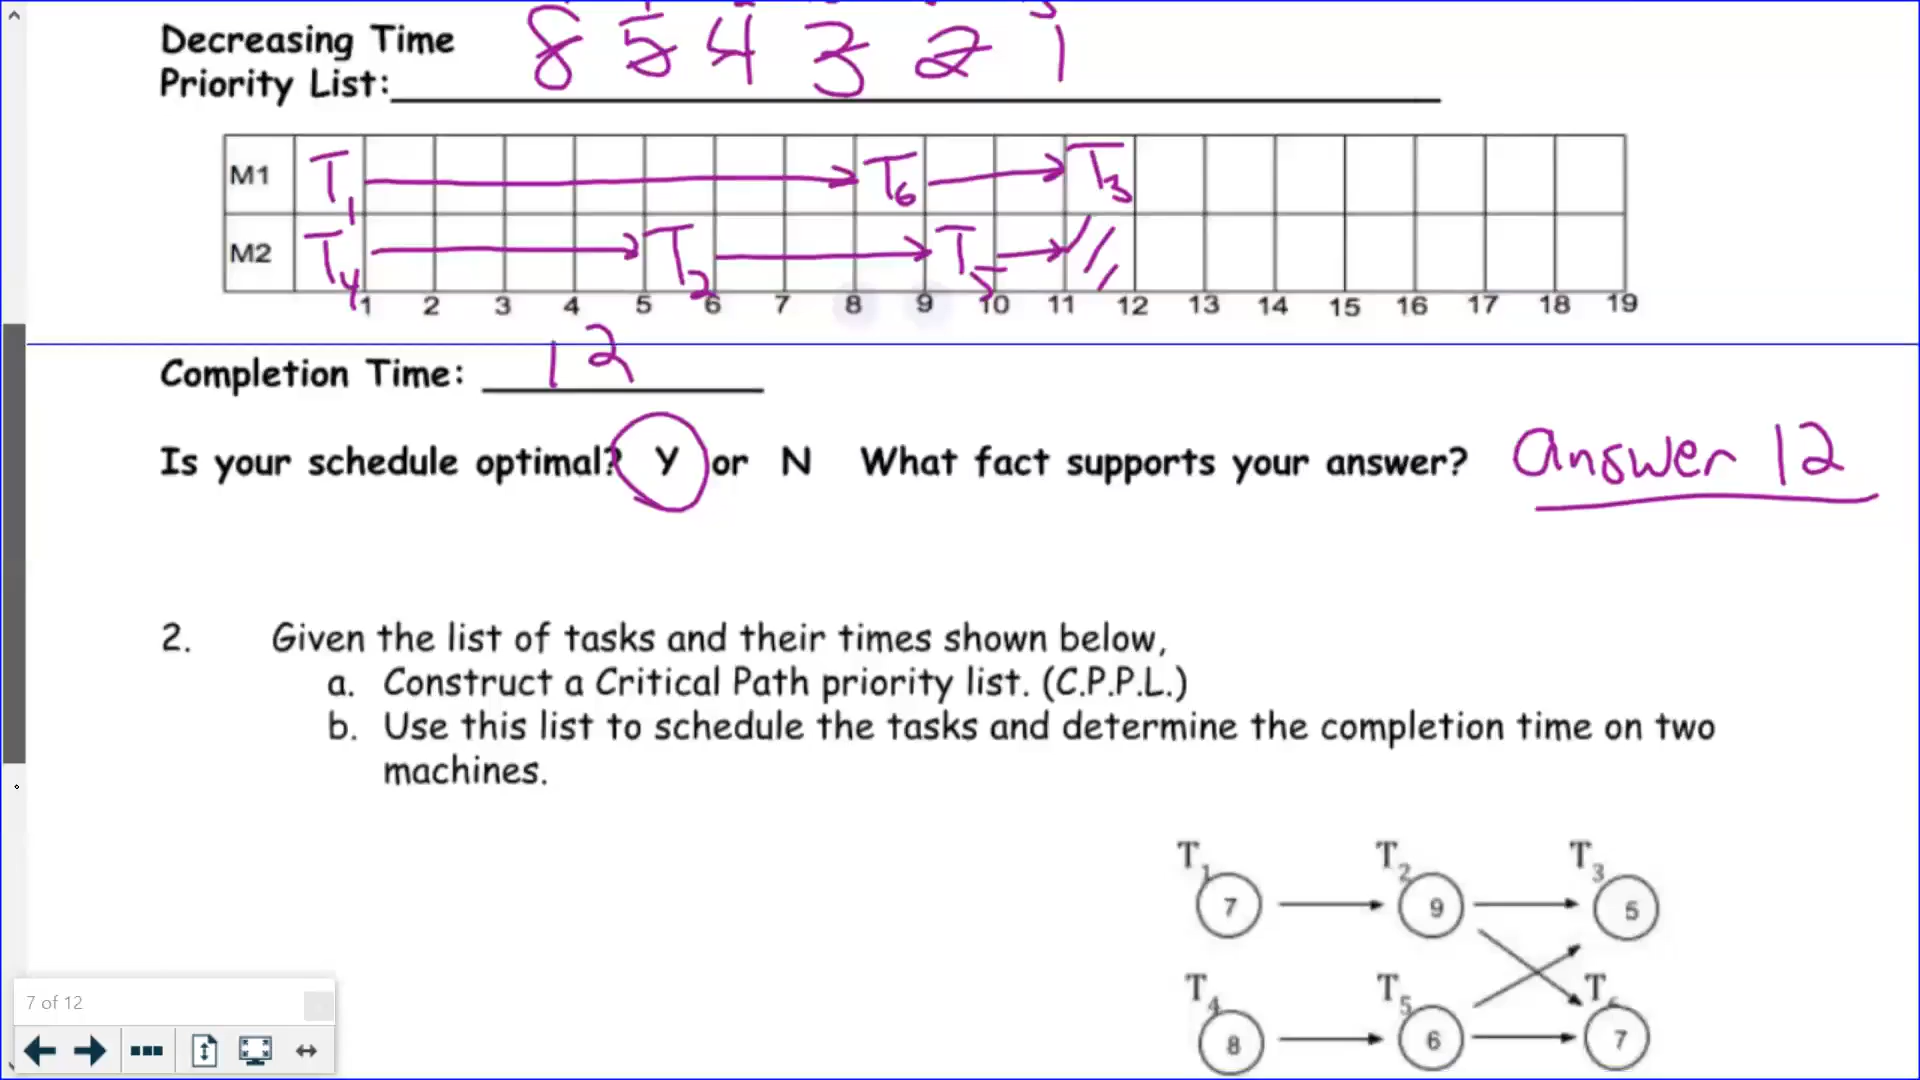 Decreasing Time
8 5 4 3 2 1
Priority List:
M1 T1 T6 T3
M2 T4 T2 T5
1 2 3 4 5 6 7 8 9 10 11 12 13 14 15 16 17 18 19
Completion Time: 12
Is your schedule optimal? Y or N What fact supports your answer? Answer 12
2. Given the list of tasks and their times shown below,
a. Construct a Critical Path priority list. (C.P.P.L.)
b. Use this list to schedule the tasks and determine the completion time on two
machines.
T1 T2 T3
7 9 5
T4 T5 T6
8 6 7
7 of 12